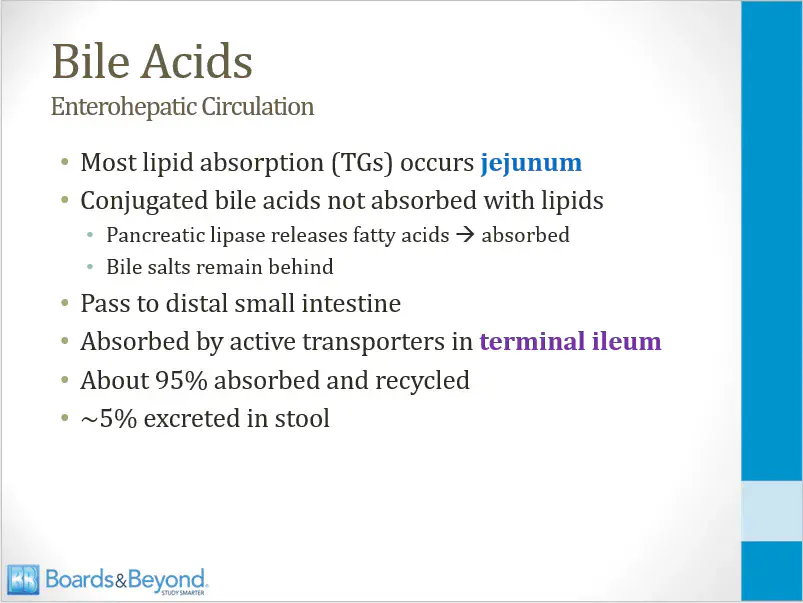 Bile Acids
Enterohepatic Circulation
• Most lipid absorption (TGs) occurs jejunum
• Conjugated bile acids not absorbed with lipids
• Pancreatic lipase releases fatty acids → absorbed
• Bile salts remain behind
• Pass to distal small intestine
• Absorbed by active transporters in terminal ileum
• About 95% absorbed and recycled
• ~5% excreted in stool
BB Boards&Beyond.
STUDY SMARTER